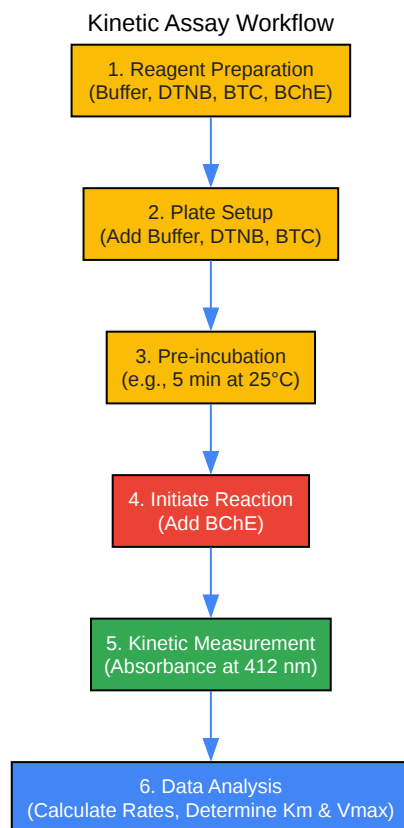 Kinetic Assay Workflow
1. Reagent Preparation
(Buffer, DTNB, BTC, BChE)
2. Plate Setup
(Add Buffer, DTNB, BTC)
3. Pre-incubation
(e.g., 5 min at 25°C)
4. Initiate Reaction
(Add BChE)
5. Kinetic Measurement
(Absorbance at 412 nm)
6. Data Analysis
(Calculate Rates, Determine Km & Vmax)